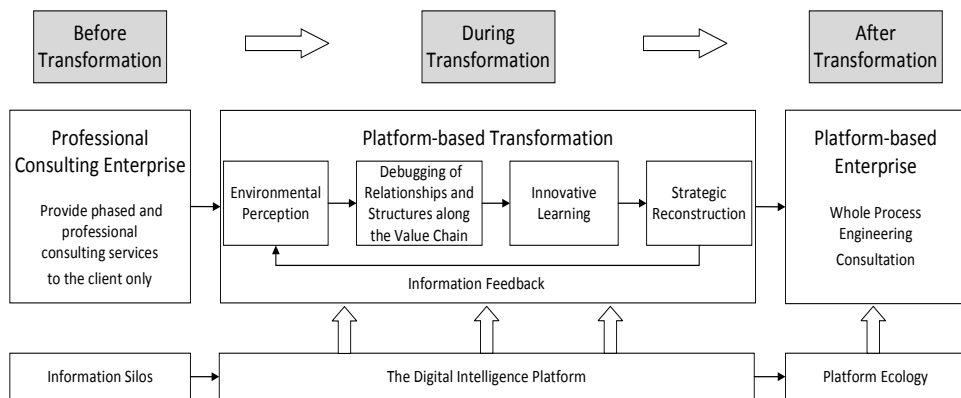 Before
Transformation
During
Transformation
After
Transformation
Professional
Consulting Enterprise
Provide phased and
professional
consulting services
to the client only
Platform-based Transformation
Environmental
Perception
Debugging of
Relationships and
Structures along
the Value Chain
Innovative
Learning
Strategic
Reconstruction
Information Feedback
Platform-based
Enterprise
Whole Process
Engineering
Consultation
Information Silos
The Digital Intelligence Platform
Platform Ecology